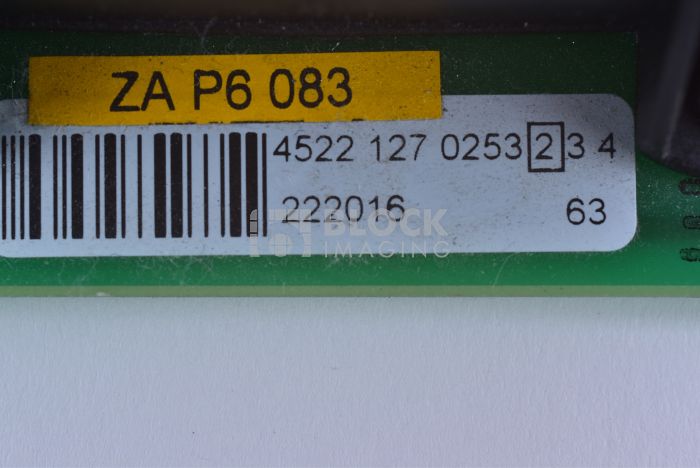 ZA P6 083
4522 127 0253 2 3 4
222016 63
BLOCK
IMAGING